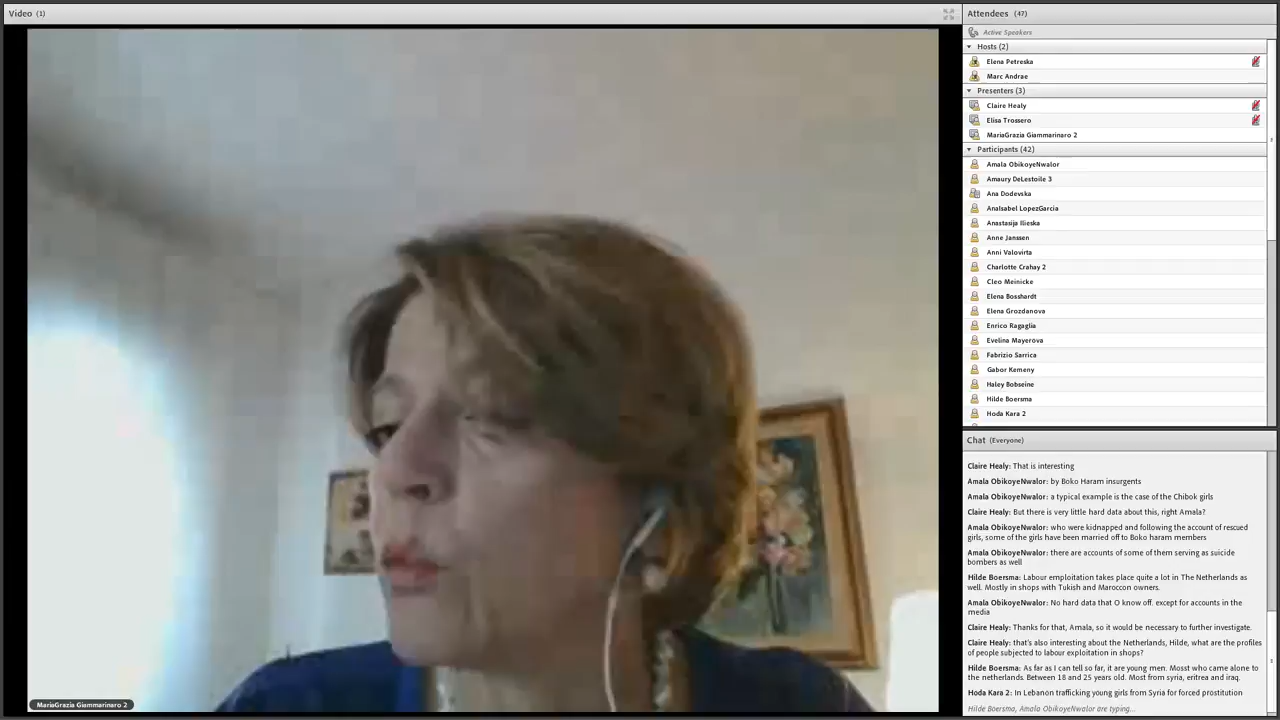 Video (1)
MariaGrazia Giammarinaro 2
Attendees (47)
Active Speakers
Hosts (2)
Elena Petreska
Marc Andrae
Presenters (3)
Claire Healy
Elisa Trossero
MariaGrazia Giammarinaro 2
Participants (42)
Amala ObikoyeNwalor
Amaury DeLestoile 3
Ana Dodevska
AnaIsabel LopezGarcia
Anastasija Ilieska
Anne Janssen
Anni Valovirta
Charlotte Crahay 2
Cleo Meinicke
Elena Bosshardt
Elena Grozdanova
Enrico Ragaglia
Evelina Mayerova
Fabrizio Sarrica
Gabor Kemeny
Haley Bobseine
Hilde Boersma
Hoda Kara 2
Chat (Everyone)
Claire Healy: That is interesting
Amala ObikoyeNwalor: by Boko Haram insurgents
Amala ObikoyeNwalor: a typical example is the case of the Chibok girls
Claire Healy: But there is very little hard data about this, right Amala?
Amala ObikoyeNwalor: who were kidnapped and following the account of rescued
girls, some of the girls have been married off to Boko haram members
Amala ObikoyeNwalor: there are accounts of some of them serving as suicide
bombers as well
Hilde Boersma: Labour emploitation takes place quite a lot in The Netherlands as
well. Mostly in shops with Tukish and Maroccon owners.
Amala ObikoyeNwalor: No hard data that O know off. except for accounts in the
media
Claire Healy: Thanks for that, Amala, so it would be necessary to further investigate.
Claire Healy: that's also interesting about the Netherlands, Hilde, what are the profiles
of people subjected to labour exploitation in shops?
Hilde Boersma: As far as I can tell so far, it are young men. Mosst who came alone to
the netherlands. Between 18 and 25 years old. Most from syria, eritrea and iraq.
Hoda Kara 2: In Lebanon trafficking young girls from Syria for forced prostitution
Hilde Boersma, Amala ObikoyeNwalor are typing...